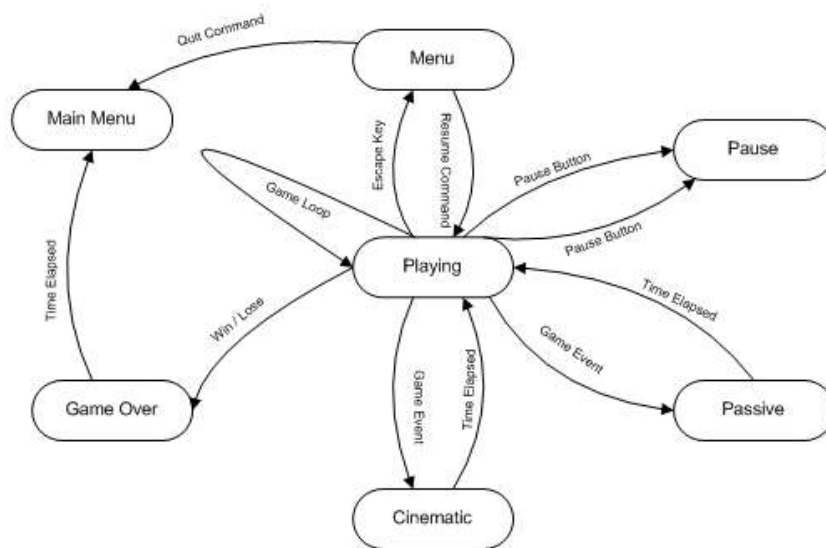 Quit Command
Menu
Main Menu
Escape Key
Resume Command
Pause Button
Pause
Game Loop
Pause Button
Playing
Time Elapsed
Win / Lose
Time Elapsed
Game Event
Game Event
Time Elapsed
Game Over
Passive
Cinematic